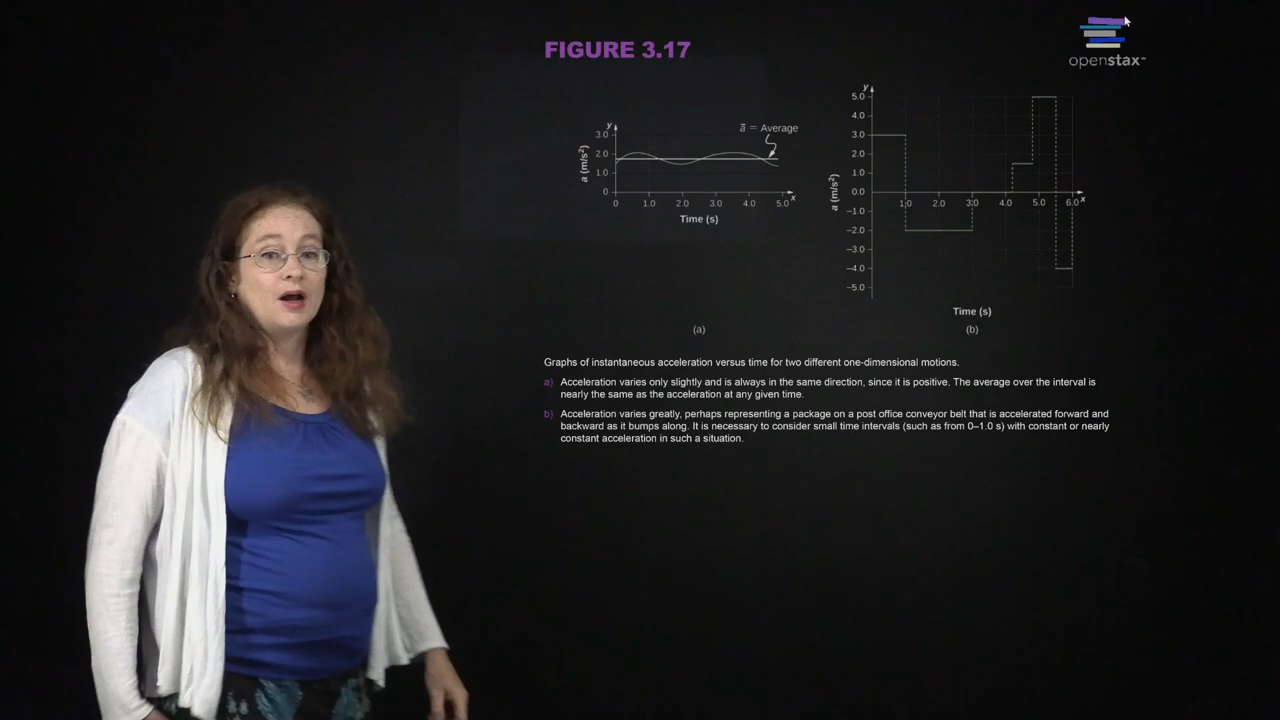 FIGURE 3.17
openstax™
y
3.0
2.0
1.0
0
a (m/s²)
a̅ = Average
0 1.0 2.0 3.0 4.0 5.0 x
Time (s)
(a)
y
5.0
4.0
3.0
2.0
1.0
0.0
−1.0
−2.0
−3.0
−4.0
−5.0
a (m/s²)
1.0 2.0 3.0 4.0 5.0 6.0 x
Time (s)
(b)
Graphs of instantaneous acceleration versus time for two different one-dimensional motions.
a) Acceleration varies only slightly and is always in the same direction, since it is positive. The average over the interval is
nearly the same as the acceleration at any given time.
b) Acceleration varies greatly, perhaps representing a package on a post office conveyor belt that is accelerated forward and
backward as it bumps along. It is necessary to consider small time intervals (such as from 0–1.0 s) with constant or nearly
constant acceleration in such a situation.